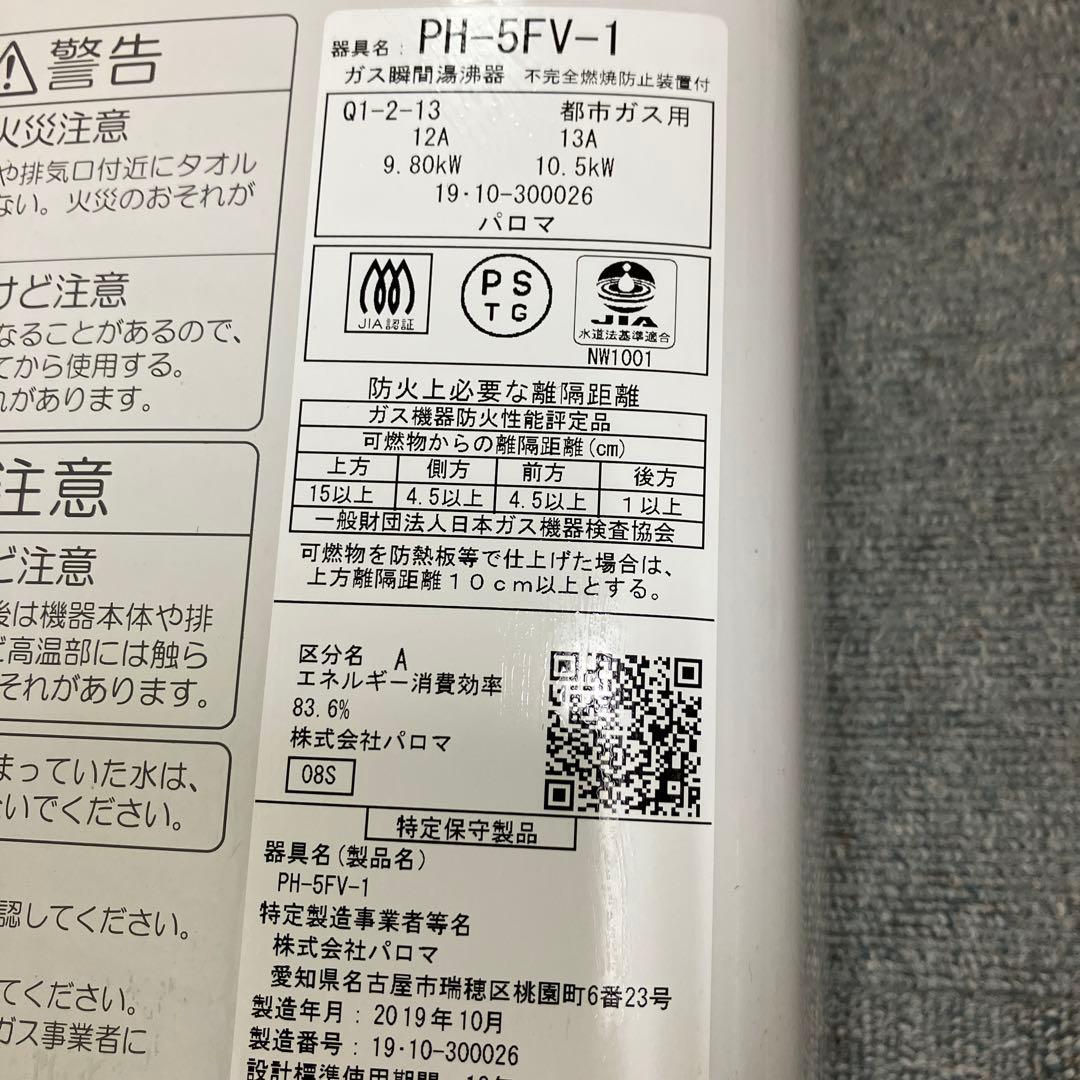 警告
火災注意
や排気口付近にタオル
ない。火災のおそれが
けど注意
なることがあるので、
てから使用する。
れがあります。
注意
ど注意
後は機器本体や排
ど高温部には触ら
それがあります。
まっていた水は、
ないでください。
認してください。
てください。
ガス事業者に
器具名: PH-5FV-1
ガス瞬間湯沸器 不完全燃焼防止装置付
Q1-2-13 都市ガス用
12A 13A
9.80kW 10.5kW
19・10-300026
パロマ
JIA認証
PS
TG
JIA
水道法基準適合
NW1001
防火上必要な離隔距離
ガス機器防火性能評定品
可燃物からの離隔距離(cm)
上方 側方 前方 後方
15以上 4.5以上 4.5以上 1以上
一般財団法人日本ガス機器検査協会
可燃物を防熱板等で仕上げた場合は、
上方離隔距離10cm以上とする。
区分名 A
エネルギー消費効率
83.6%
株式会社パロマ
08S
特定保守製品
器具名(製品名)
PH-5FV-1
特定製造事業者等名
株式会社パロマ
愛知県名古屋市瑞穂区桃園町6番23号
製造年月: 2019年10月
製造番号: 19・10-300026
設計標準使用期間: 10年